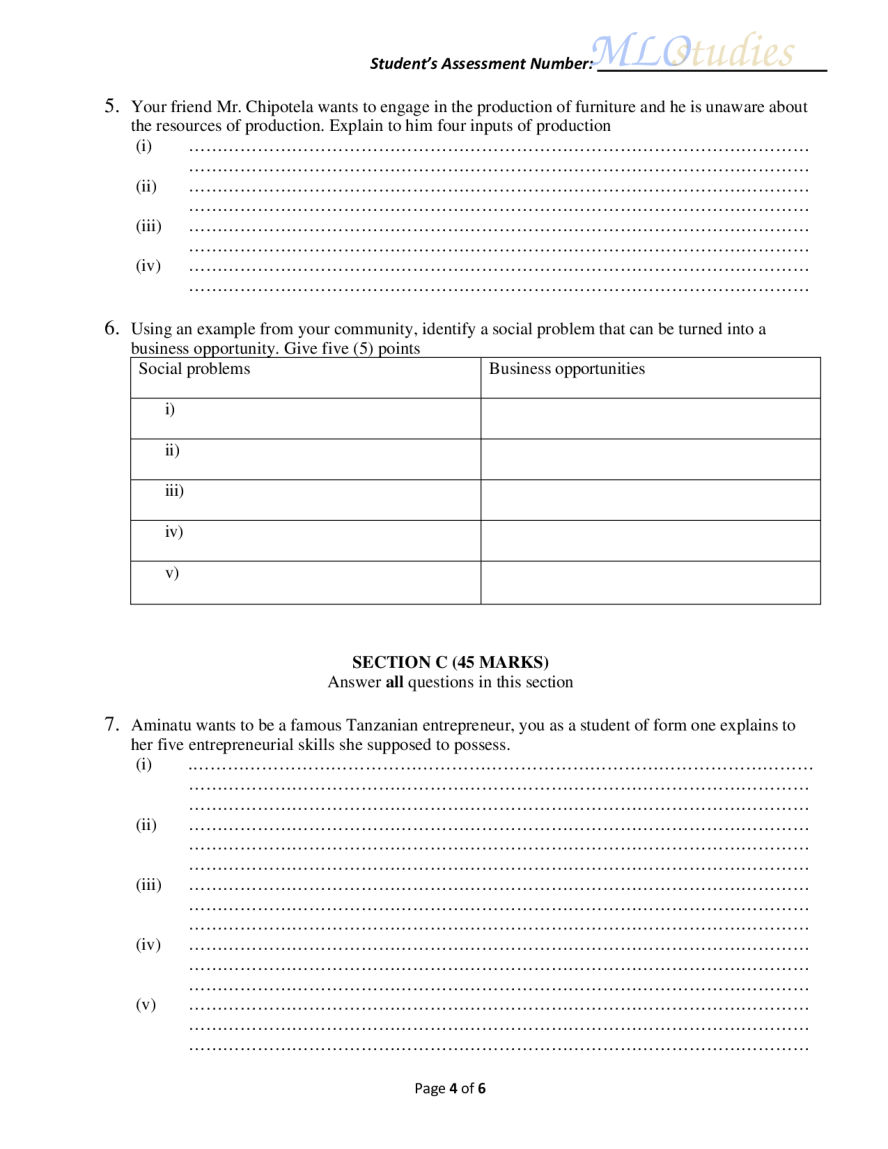 MLOstudies
Student's Assessment Number:
5. Your friend Mr. Chipotela wants to engage in the production of furniture and he is unaware about
the resources of production. Explain to him four inputs of production
(i) ……………………………………………………………………………………………
……………………………………………………………………………………………
(ii) ……………………………………………………………………………………………
……………………………………………………………………………………………
(iii) ……………………………………………………………………………………………
……………………………………………………………………………………………
(iv) ……………………………………………………………………………………………
……………………………………………………………………………………………
6. Using an example from your community, identify a social problem that can be turned into a
business opportunity. Give five (5) points
Social problems Business opportunities
i)
ii)
iii)
iv)
v)
SECTION C (45 MARKS)
Answer all questions in this section
7. Aminatu wants to be a famous Tanzanian entrepreneur, you as a student of form one explains to
her five entrepreneurial skills she supposed to possess.
(i) ……………………………………………………………………………………………
……………………………………………………………………………………………
……………………………………………………………………………………………
(ii) ……………………………………………………………………………………………
……………………………………………………………………………………………
……………………………………………………………………………………………
(iii) ……………………………………………………………………………………………
……………………………………………………………………………………………
……………………………………………………………………………………………
(iv) ……………………………………………………………………………………………
……………………………………………………………………………………………
……………………………………………………………………………………………
(v) ……………………………………………………………………………………………
……………………………………………………………………………………………
……………………………………………………………………………………………
Page 4 of 6